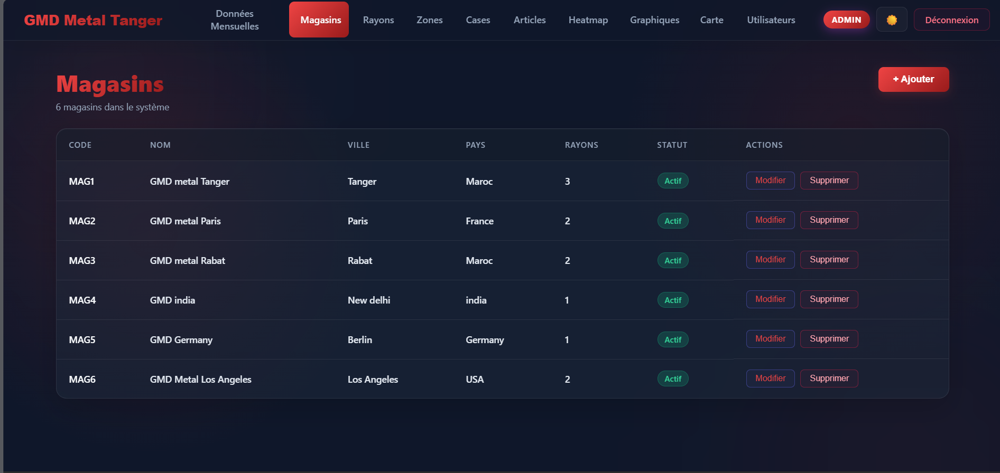 GMD Metal Tanger
Données
Mensuelles
Magasins
Rayons
Zones
Cases
Articles
Heatmap
Graphiques
Carte
Utilisateurs
ADMIN
Déconnexion
Magasins
+ Ajouter
6 magasins dans le système
CODE NOM VILLE PAYS RAYONS STATUT ACTIONS
MAG1 GMD metal Tanger Tanger Maroc 3 Actif Modifier Supprimer
MAG2 GMD metal Paris Paris France 2 Actif Modifier Supprimer
MAG3 GMD metal Rabat Rabat Maroc 2 Actif Modifier Supprimer
MAG4 GMD india New delhi india 1 Actif Modifier Supprimer
MAG5 GMD Germany Berlin Germany 1 Actif Modifier Supprimer
MAG6 GMD Metal Los Angeles Los Angeles USA 2 Actif Modifier Supprimer